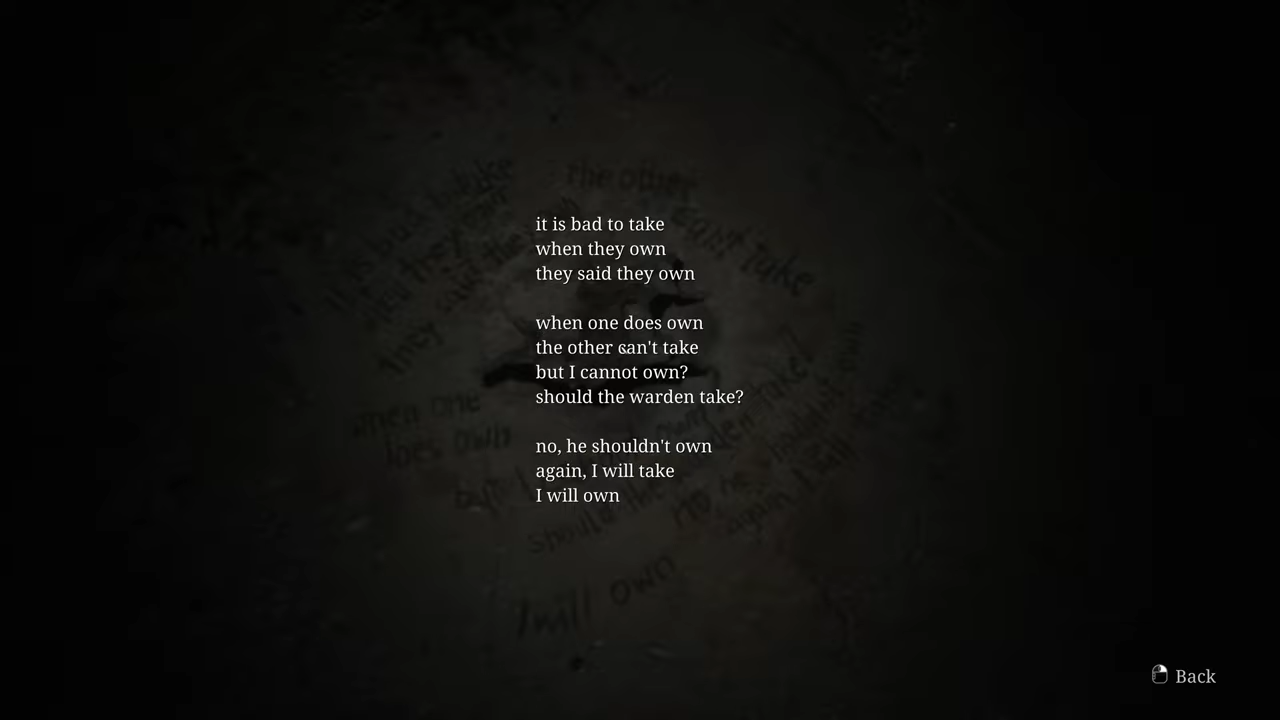 it is bad to take
when they own
they said they own

when one does own
the other can't take
but I cannot own?
should the warden take?

no, he shouldn't own
again, I will take
I will own

Back